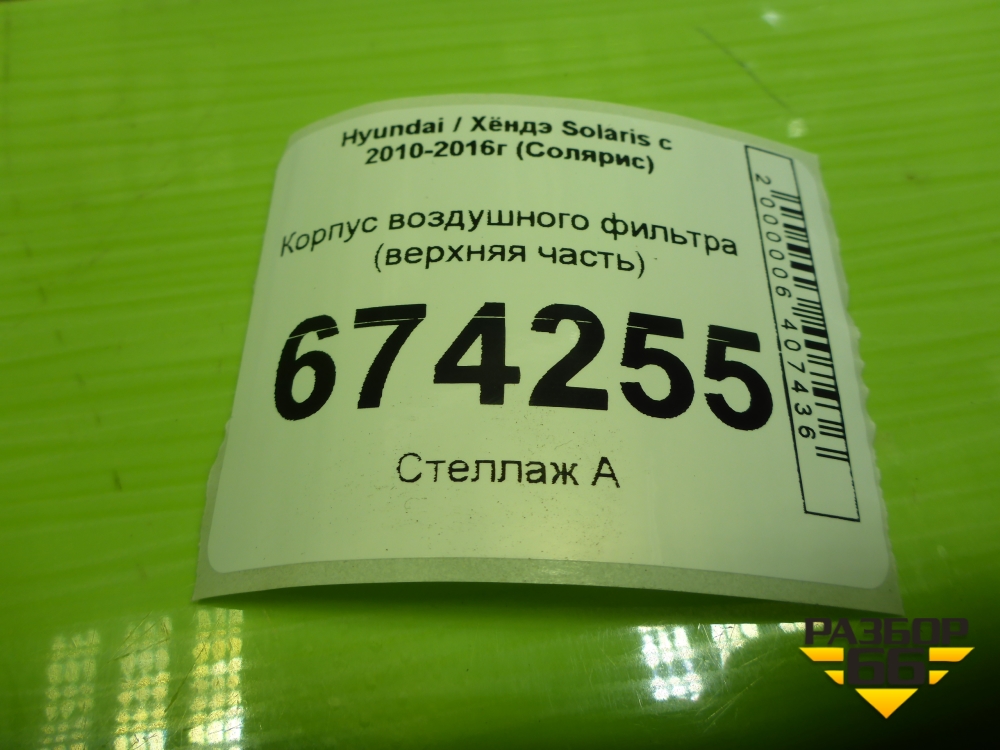 Hyundai / Хёндэ Solaris с
2010-2016г (Солярис)
Корпус воздушного фильтра
(верхняя часть)
674255
Стеллаж А
2000006407436
РАЗБОР
66